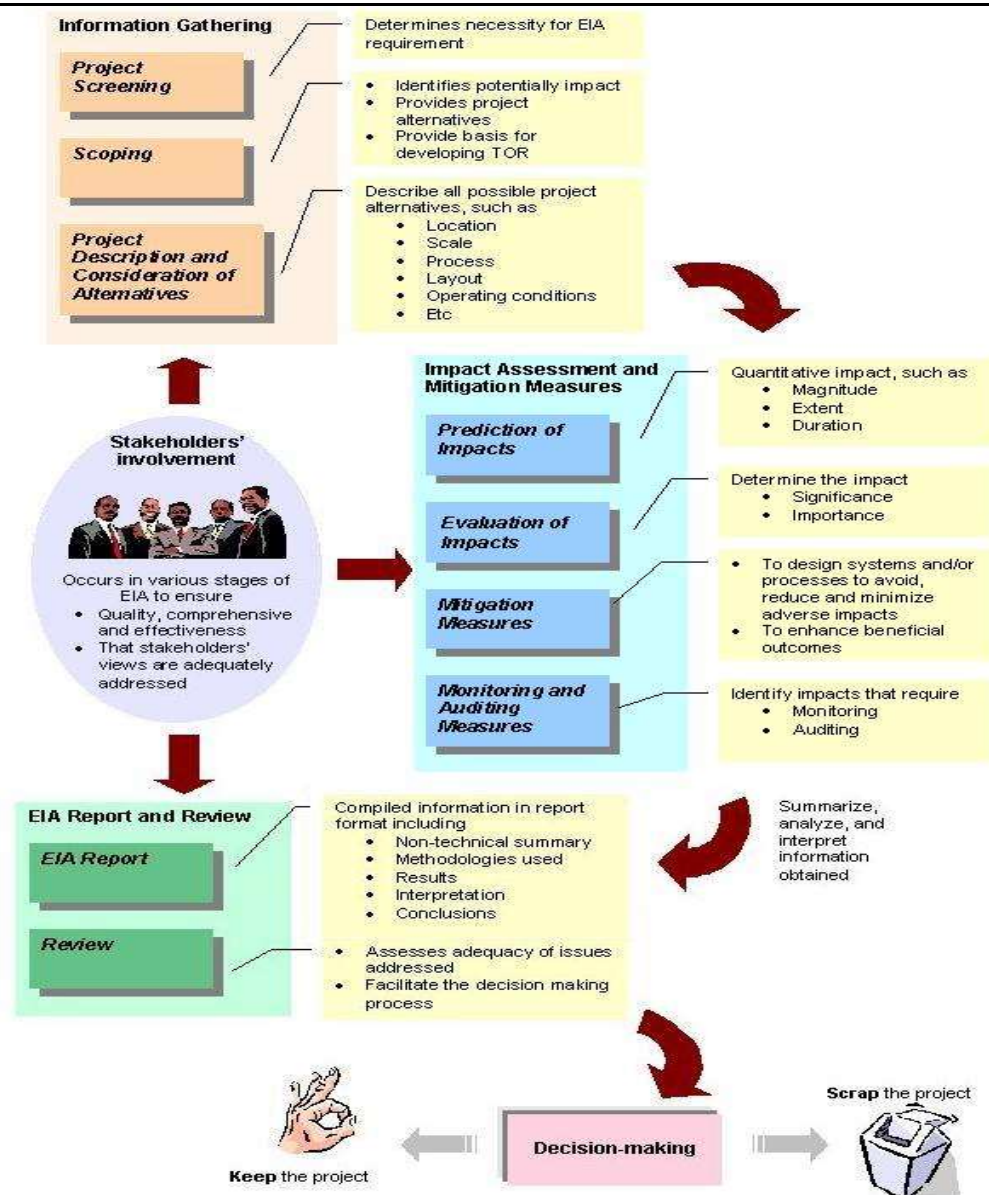 Information Gathering
Project
Screening
Determines necessity for EIA
requirement
Scoping
• Identifies potentially impact
• Provides project
alternatives
• Provide basis for
developing TOR
Project
Description and
Consideration of
Alternatives
Describe all possible project
alternatives, such as
• Location
• Scale
• Process
• Layout
• Operating conditions
• Etc
Stakeholders'
involvement
Occurs in various stages of
EIA to ensure
• Quality, comprehensive
and effectiveness
• That stakeholders'
views are adequately
addressed
Impact Assessment and
Mitigation Measures
Prediction of
Impacts
Quantitative impact, such as
• Magnitude
• Extent
• Duration
Evaluation of
Impacts
Determine the impact
• Significance
• Importance
Mitigation
Measures
• To design systems and/or
processes to avoid,
reduce and minimize
adverse impacts
• To enhance beneficial
outcomes
Monitoring and
Auditing
Measures
Identify impacts that require
• Monitoring
• Auditing
Summarize,
analyze, and
interpret
information
obtained
EIA Report and Review
EIA Report
Compiled information in report
format including
• Non-technical summary
• Methodologies used
• Results
• Interpretation
• Conclusions
Review
• Assesses adequacy of issues
addressed
• Facilitate the decision making
process
Decision-making
Keep the project
Scrap the project